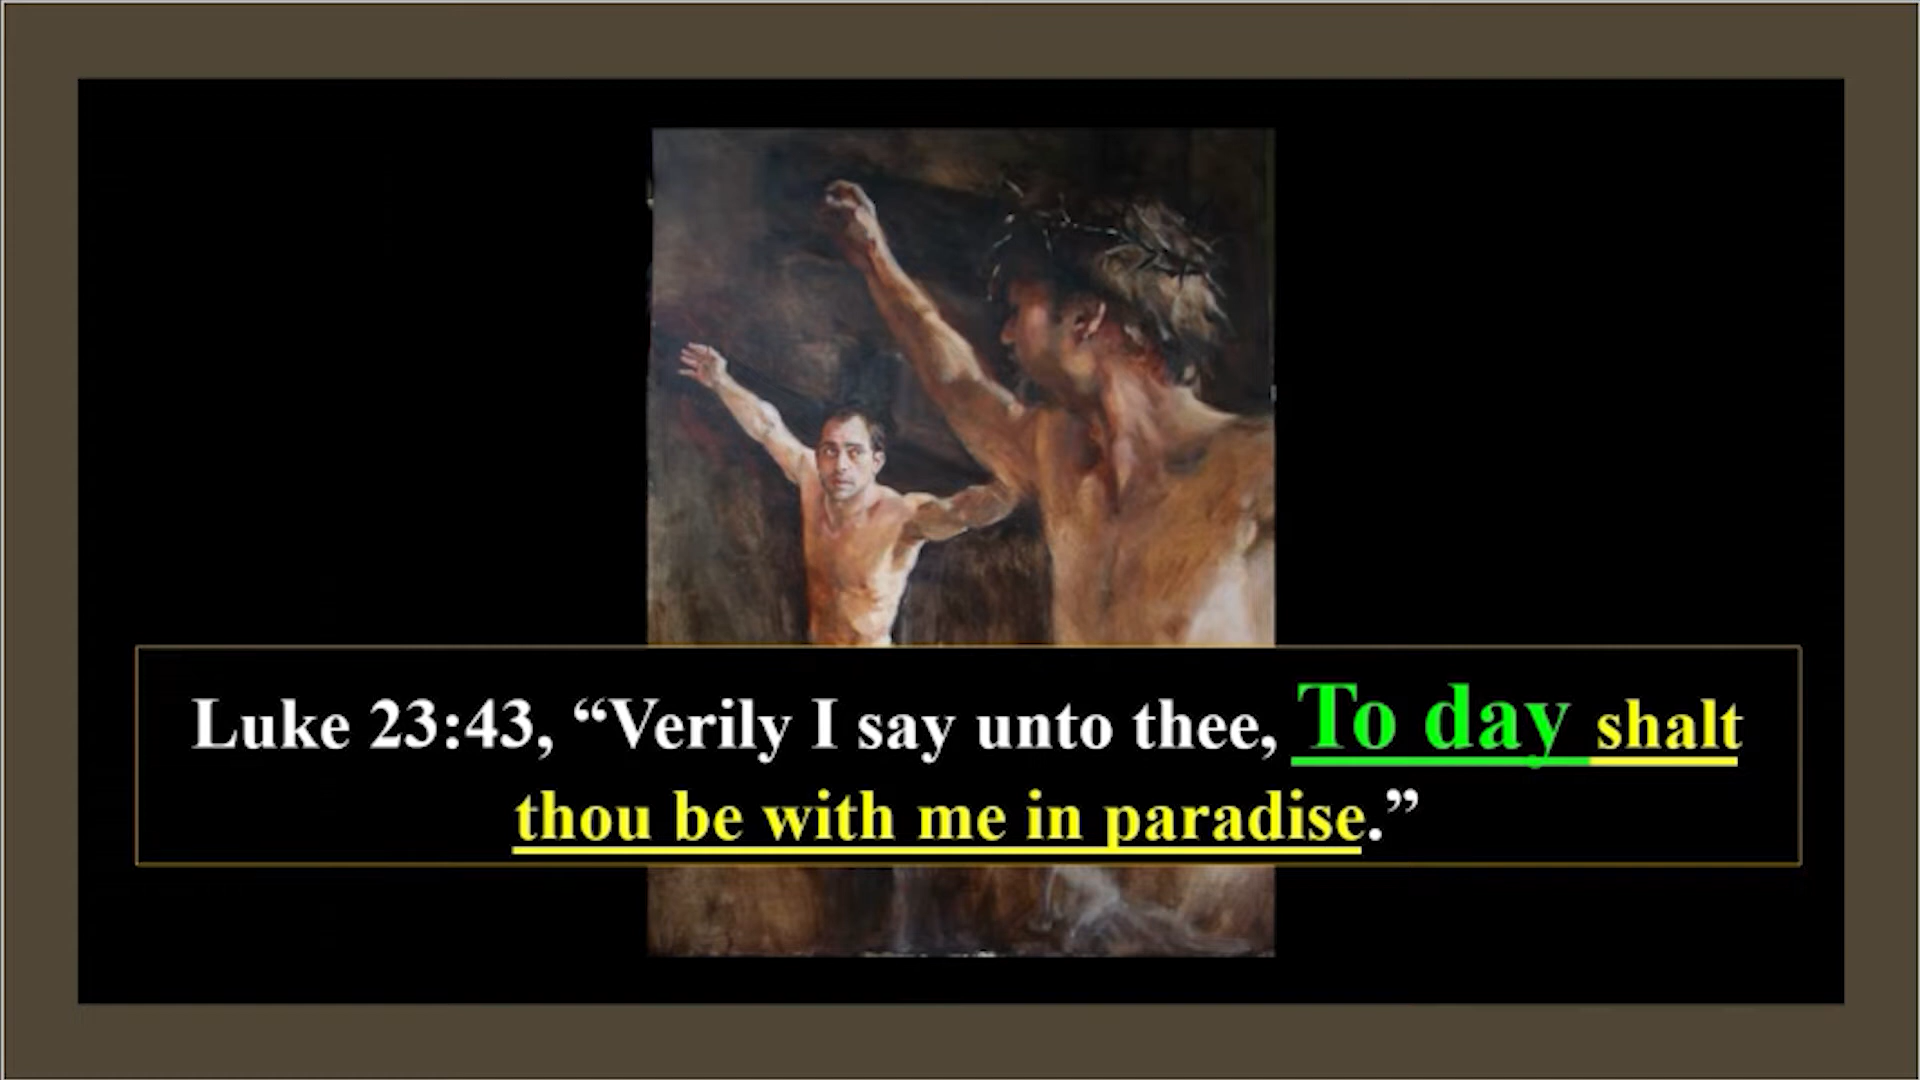 Luke 23:43, “Verily I say unto thee, To day shalt
thou be with me in paradise.”